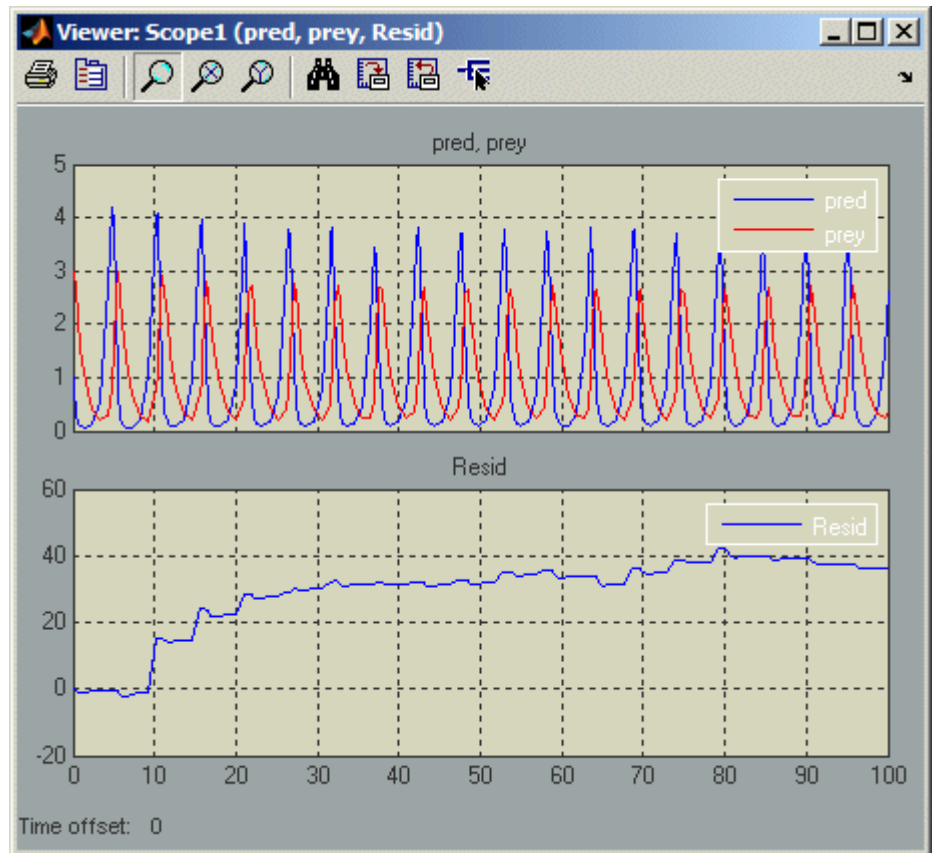 Viewer: Scope1 (pred, prey, Resid)
pred, prey
5
4
3
2
1
0
pred
prey
Resid
60
40
20
0
-20
Resid
0 10 20 30 40 50 60 70 80 90 100
Time offset: 0